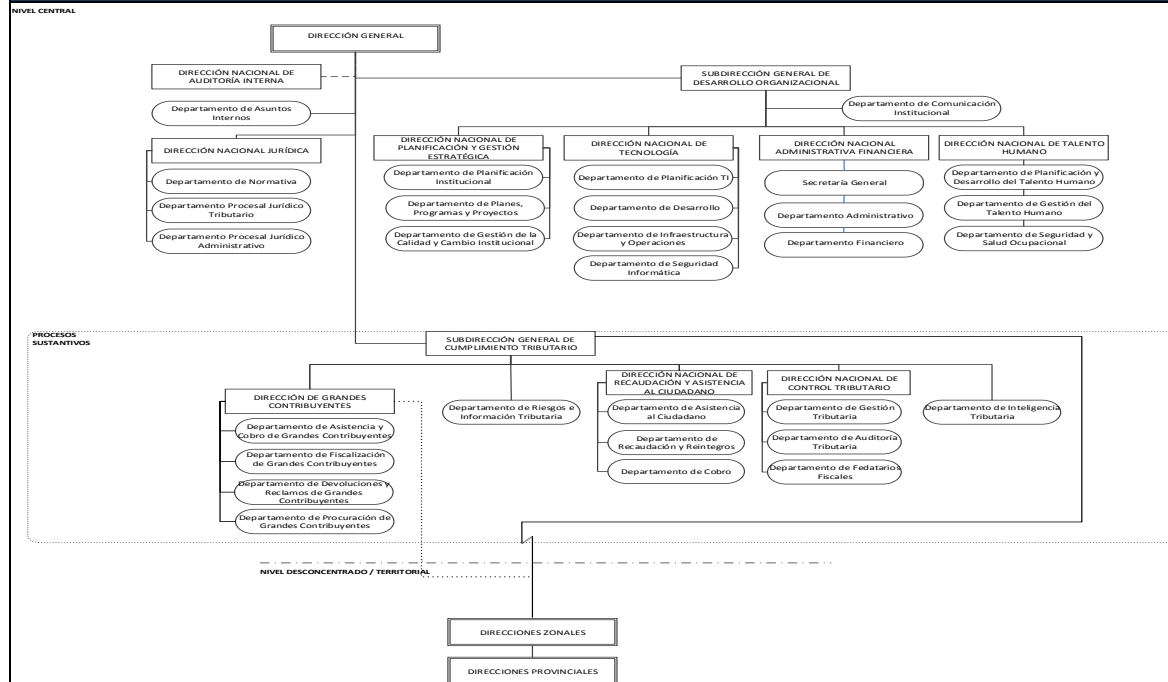 NIVEL CENTRAL
DIRECCIÓN GENERAL
DIRECCIÓN NACIONAL DE
AUDITORÍA INTERNA
SUBDIRECCIÓN GENERAL DE
DESARROLLO ORGANIZACIONAL
Departamento de Asuntos
Internos
Departamento de Comunicación
Institucional
DIRECCIÓN NACIONAL JURÍDICA
Departamento de Normativa
Departamento Procesal Jurídico
Tributario
Departamento Procesal Jurídico
Administrativo
DIRECCIÓN NACIONAL DE
PLANIFICACIÓN Y GESTIÓN
ESTRATÉGICA
Departamento de Planificación
Institucional
Departamento de Planes,
Programas y Proyectos
Departamento de Gestión de la
Calidad y Cambio Institucional
DIRECCIÓN NACIONAL DE
TECNOLOGÍA
Departamento de Planificación TI
Departamento de Desarrollo
Departamento de Infraestructura
y Operaciones
Departamento de Seguridad
Informática
DIRECCIÓN NACIONAL
ADMINISTRATIVA FINANCIERA
Secretaría General
Departamento Administrativo
Departamento Financiero
DIRECCIÓN NACIONAL DE TALENTO
HUMANO
Departamento de Planificación y
Desarrollo del Talento Humano
Departamento de Gestión del
Talento Humano
Departamento de Seguridad y
Salud Ocupacional
PROCESOS
SUSTANTIVOS
SUBDIRECCIÓN GENERAL DE
CUMPLIMIENTO TRIBUTARIO
DIRECCIÓN DE GRANDES
CONTRIBUYENTES
Departamento de Asistencia y
Cobro de Grandes Contribuyentes
Departamento de Fiscalización
de Grandes Contribuyentes
Departamento de Devoluciones y
Reclamos de Grandes
Contribuyentes
Departamento de Procuración de
Grandes Contribuyentes
Departamento de Riesgos e
Información Tributaria
DIRECCIÓN NACIONAL DE
RECAUDACIÓN Y ASISTENCIA
AL CIUDADANO
Departamento de Asistencia
al Ciudadano
Departamento de
Recaudación y Reintegros
Departamento de Cobro
DIRECCIÓN NACIONAL DE
CONTROL TRIBUTARIO
Departamento de Gestión
Tributaria
Departamento de Auditoría
Tributaria
Departamento de Fedatarios
Fiscales
Departamento de Inteligencia
Tributaria
NIVEL DESCONCENTRADO / TERRITORIAL
DIRECCIONES ZONALES
DIRECCIONES PROVINCIALES